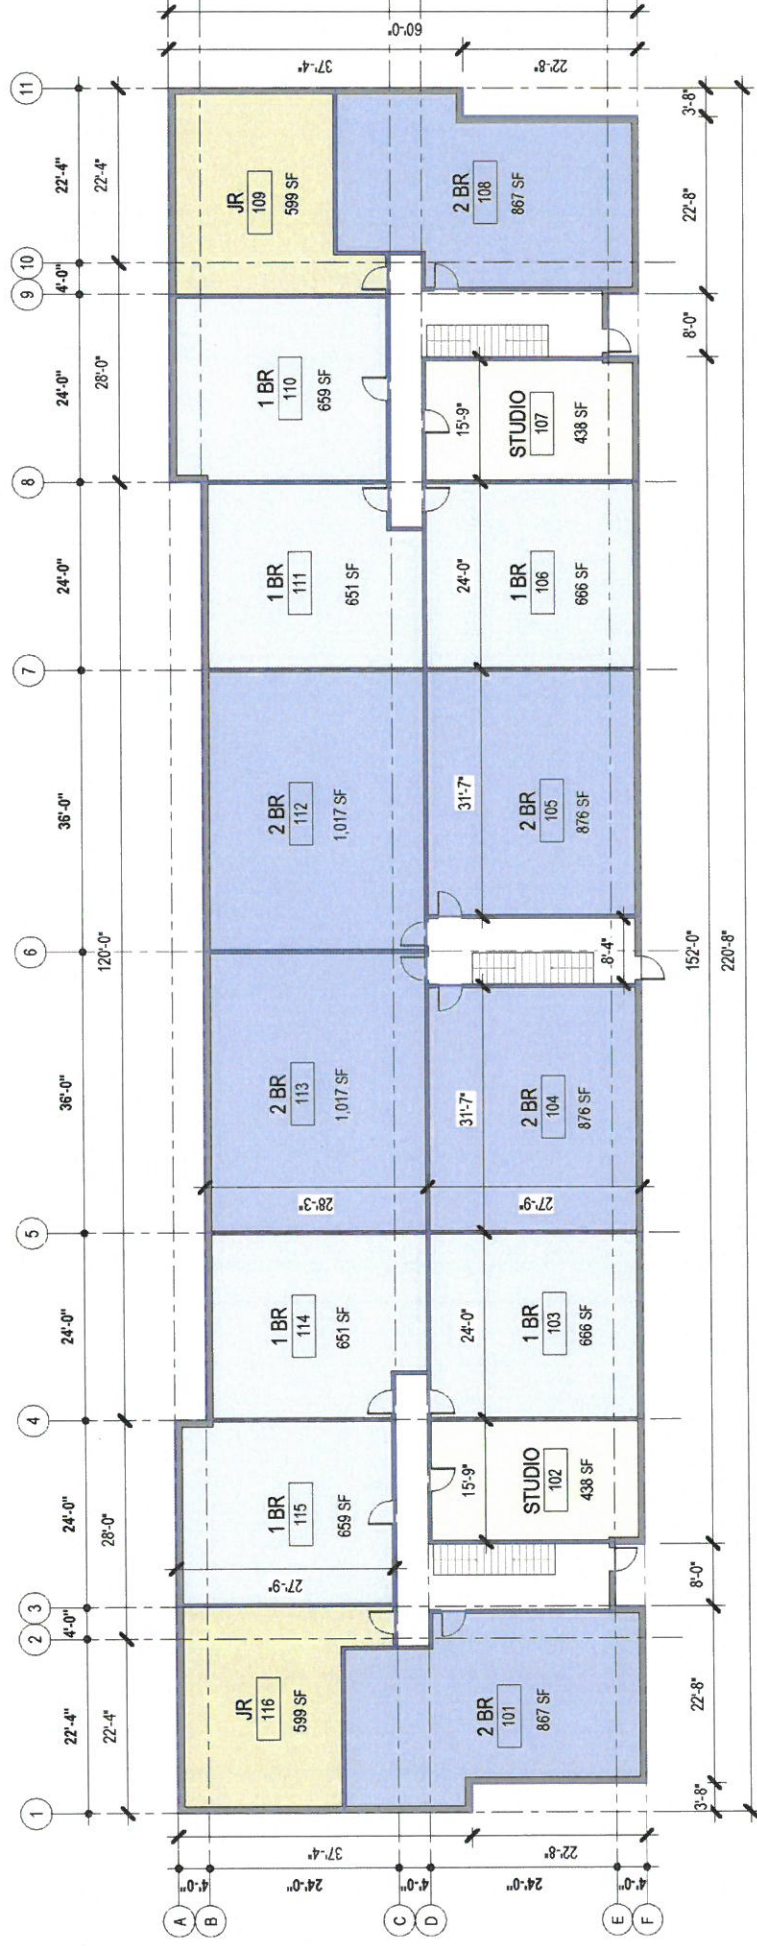 1
2
3
4
5
6
7
8
9
10
11
22'-4"
4'-0"
24'-0"
24'-0"
36'-0"
36'-0"
24'-0"
24'-0"
4'-0"
22'-4"
22'-4"
28'-0"
120'-0"
28'-0"
22'-4"
A
B
C
D
E
F
4'-0"
24'-0"
4'-0"
24'-0"
4'-0"
37'-4"
22'-8"
JR
116
599 SF
1 BR
115
659 SF
27'-9"
1 BR
114
651 SF
2 BR
113
1,017 SF
28'-3"
2 BR
112
1,017 SF
1 BR
111
651 SF
1 BR
110
659 SF
JR
109
599 SF
2 BR
101
867 SF
15'-9"
STUDIO
102
438 SF
24'-0"
1 BR
103
666 SF
31'-7"
2 BR
104
876 SF
27'-9"
8'-4"
31'-7"
2 BR
105
876 SF
24'-0"
1 BR
106
666 SF
15'-9"
STUDIO
107
438 SF
2 BR
108
867 SF
37'-4"
22'-8"
60'-0"
3'-8"
22'-8"
8'-0"
152'-0"
8'-0"
22'-8"
3'-8"
220'-8"